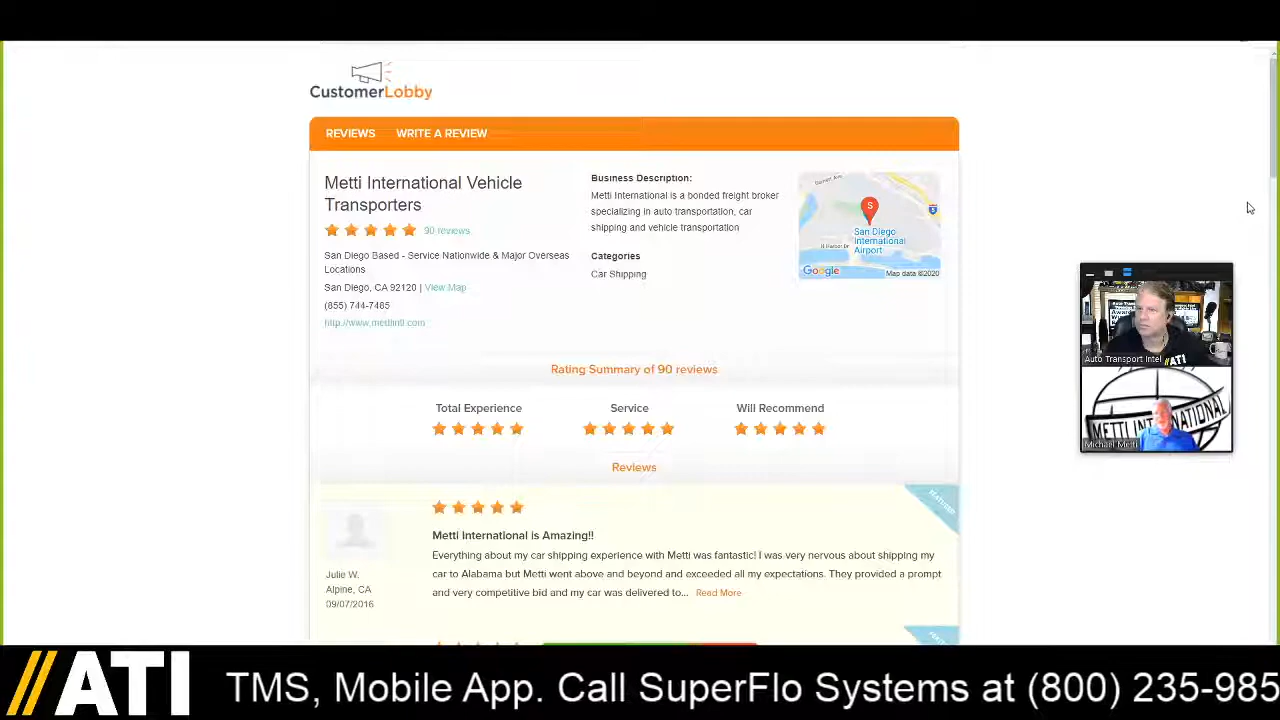 CustomerLobby
REVIEWS WRITE A REVIEW
Metti International Vehicle
Transporters
90 reviews
San Diego Based - Service Nationwide & Major Overseas
Locations
San Diego, CA 92120 | View Map
(855) 744-7485
http://www.mettiintl.com
Business Description:
Metti International is a bonded freight broker
specializing in auto transportation, car
shipping and vehicle transportation
Categories
Car Shipping
S
5
San Diego
International
Airport
Google
Map data ©2020
Rating Summary of 90 reviews
Total Experience Service Will Recommend
Reviews
FEATURED
Metti International is Amazing!!
Everything about my car shipping experience with Metti was fantastic! I was very nervous about shipping my
car to Alabama but Metti went above and beyond and exceeded all my expectations. They provided a prompt
and very competitive bid and my car was delivered to... Read More
Julie W.
Alpine, CA
09/07/2016
Auto Transport Intel
//ATI
METTI INTERNATIONAL
Michael Metti
//ATI
TMS, Mobile App. Call SuperFlo Systems at (800) 235-985